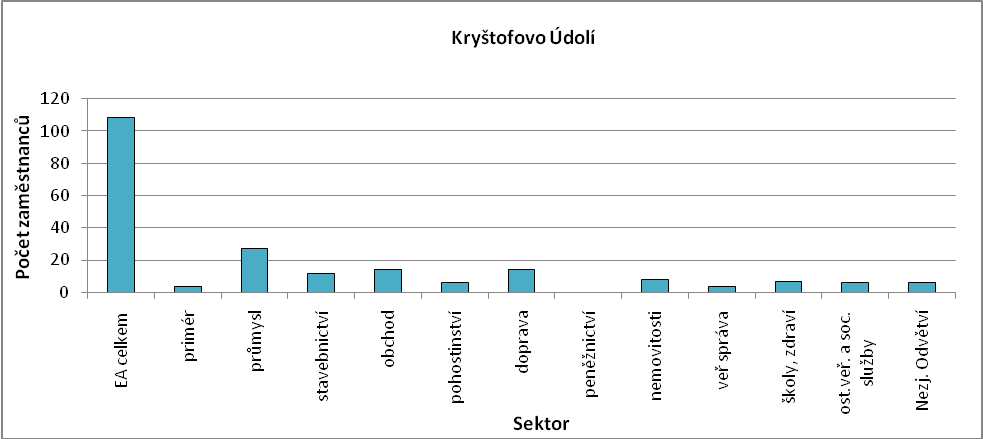 Kryštofovo Údolí
Počet zaměstnanců
120
100
80
60
40
20
0
EA celkem
primér
průmysl
stavebnictví
obchod
pohostinství
doprava
peněžnictví
nemovitosti
veř správa
školy, zdraví
ost.veř. a soc.
služby
Nezj. Odvětví
Sektor